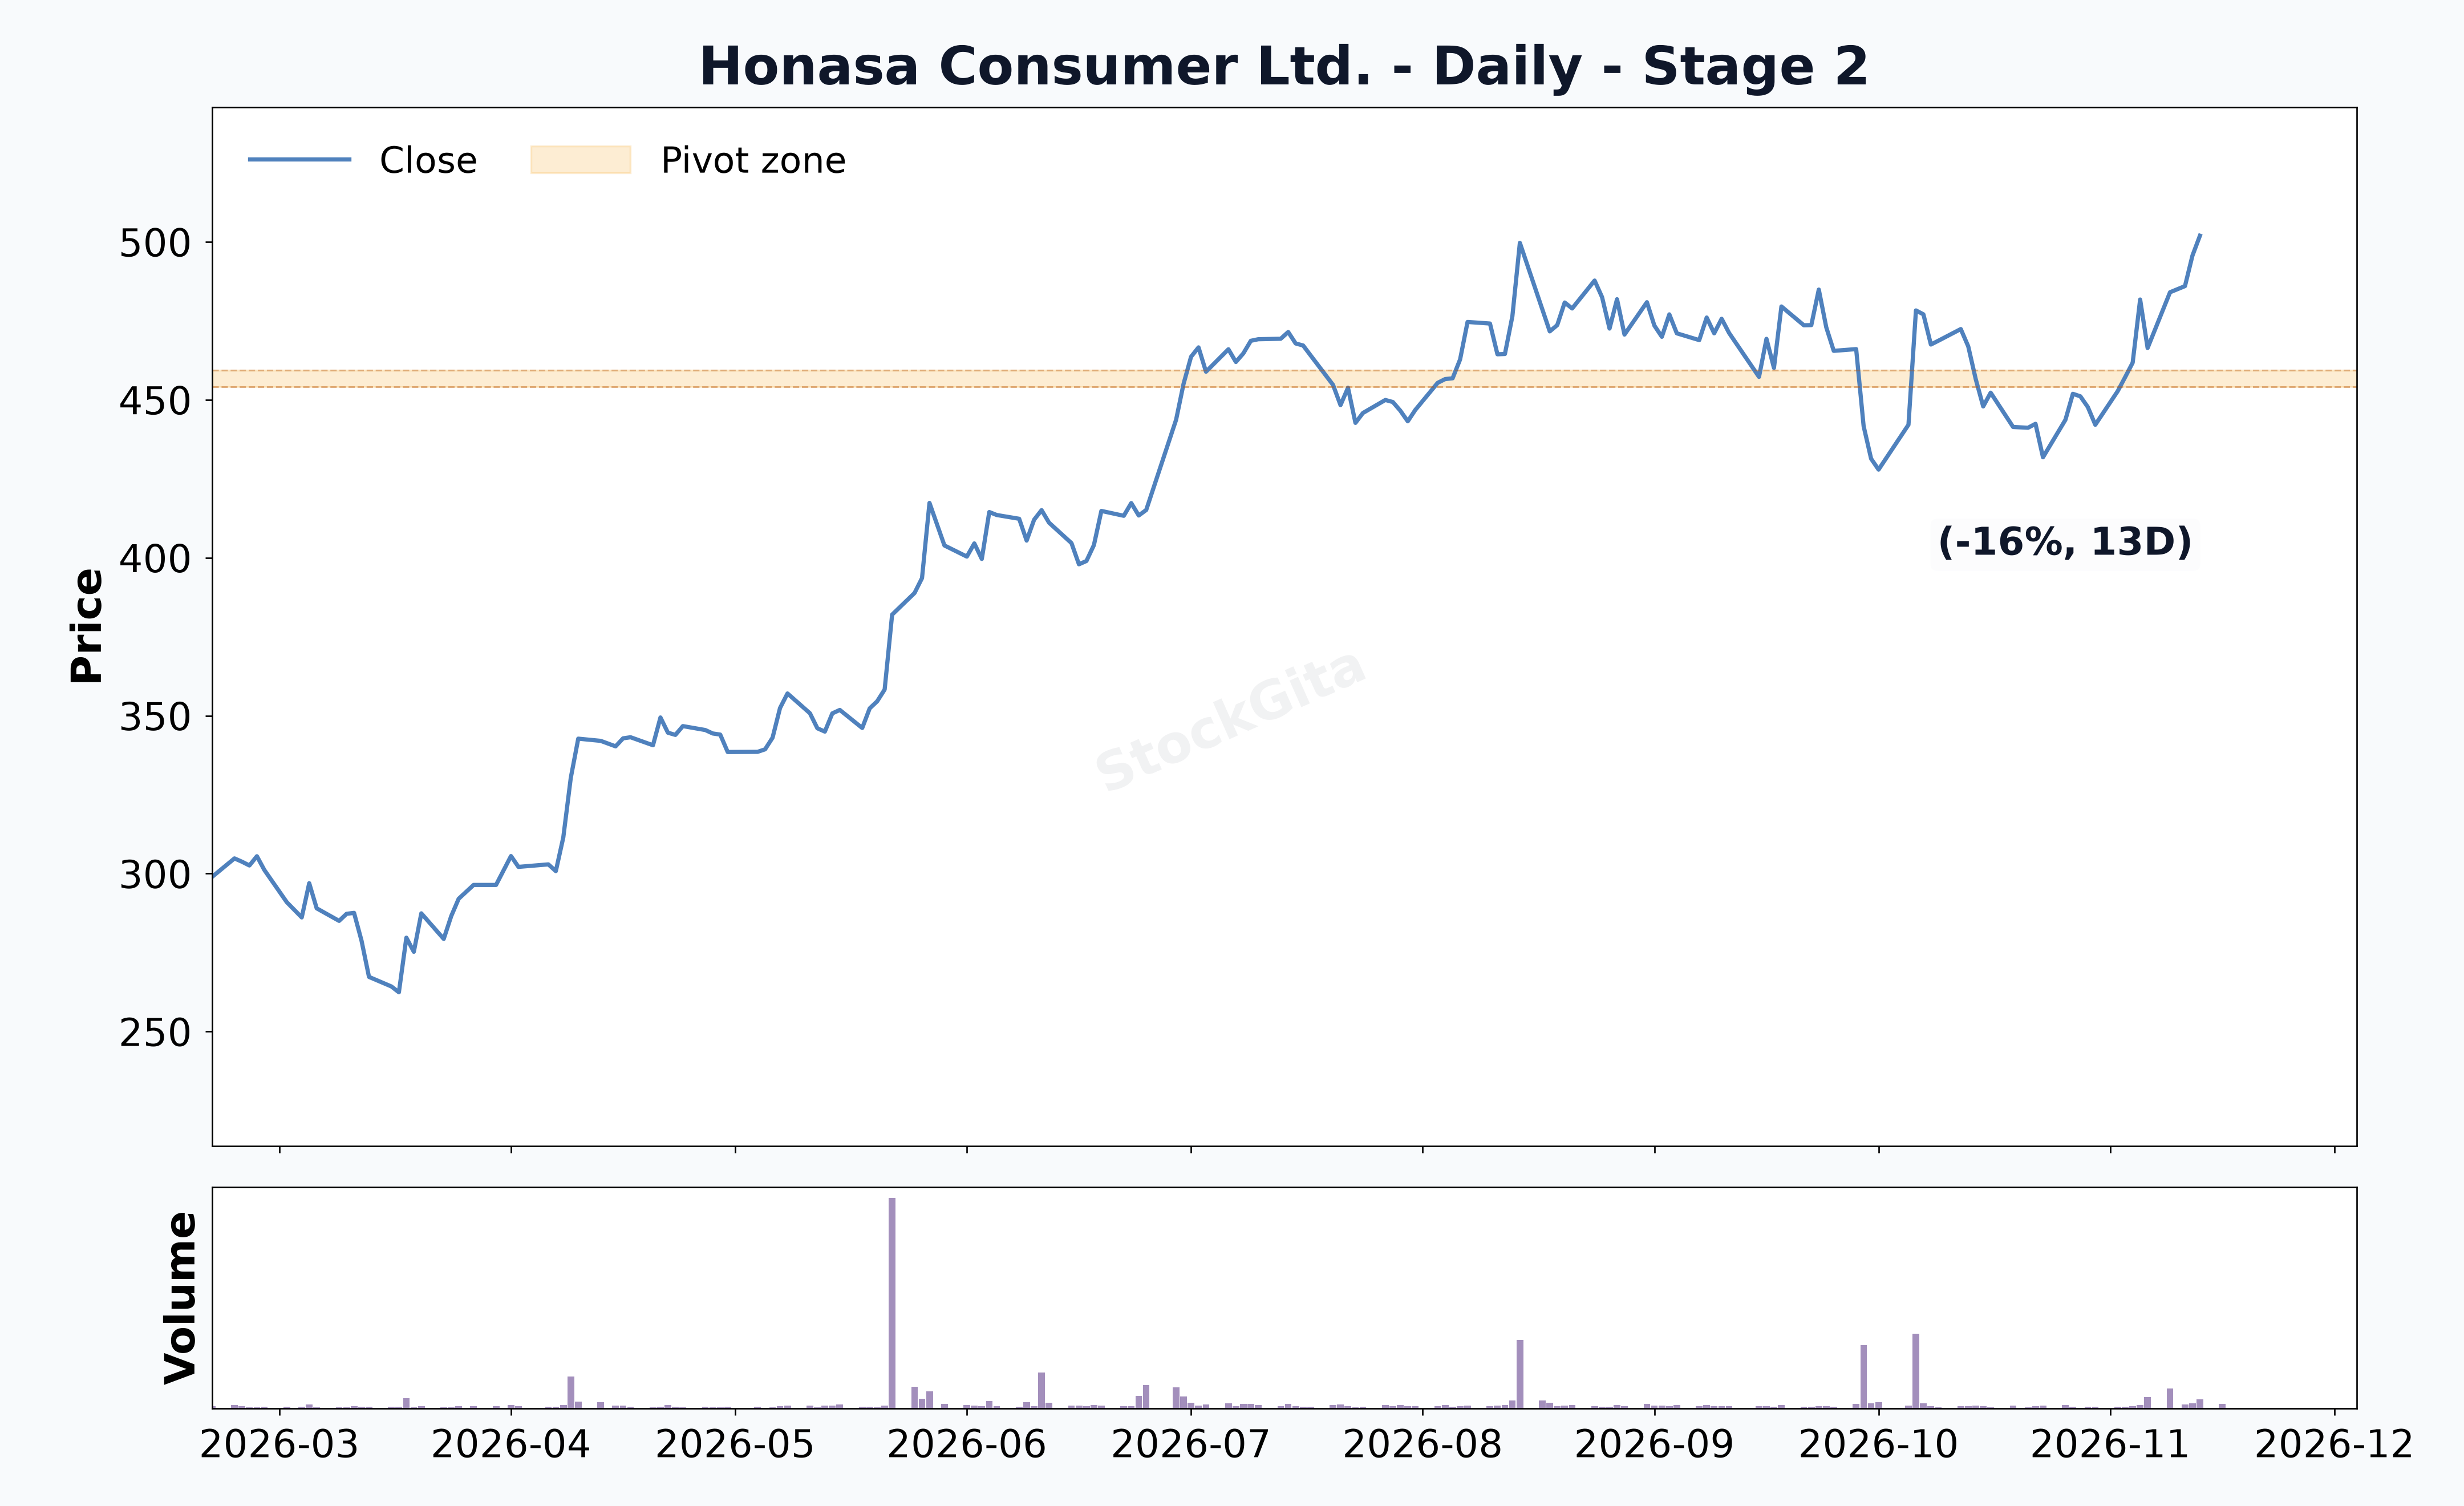 Honasa Consumer Ltd. - Daily - Stage 2
Close
Pivot zone
500
450
400
350
300
250
Price
(-16%, 13D)
StockGita
Volume
2026-03
2026-04
2026-05
2026-06
2026-07
2026-08
2026-09
2026-10
2026-11
2026-12